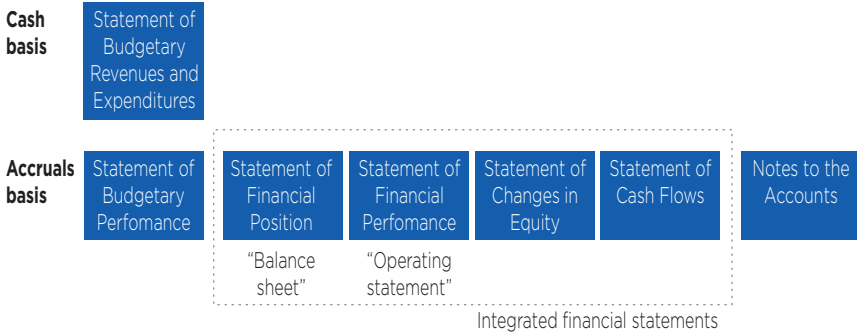 Cash
basis
Statement of
Budgetary
Revenues and
Expenditures
Accruals
basis
Statement of
Budgetary
Perfomance
Statement of
Financial
Position
Statement of
Financial
Perfomance
Statement of
Changes in
Equity
Statement of
Cash Flows
Notes to the
Accounts
“Balance
sheet”
“Operating
statement”
Integrated financial statements